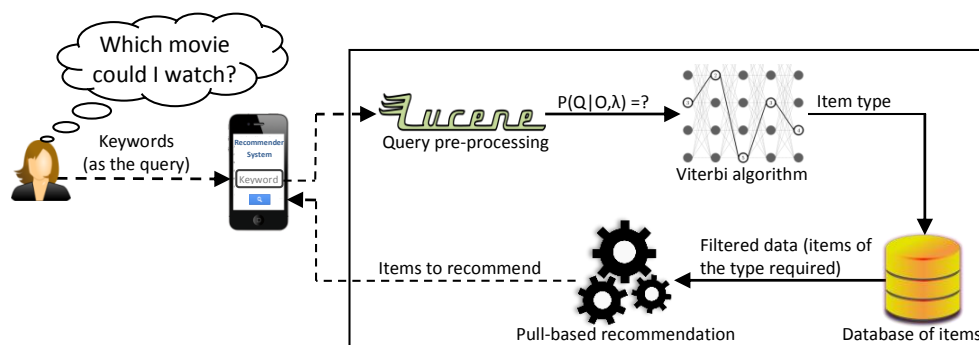 Which movie
could I watch?
Keywords
(as the query)
Recommender
System
Keyword
Lucene
Query pre-processing
P(Q|O,λ) =?
Viterbi algorithm
Item type
Filtered data (items of
the type required)
Items to recommend
Pull-based recommendation
Database of items